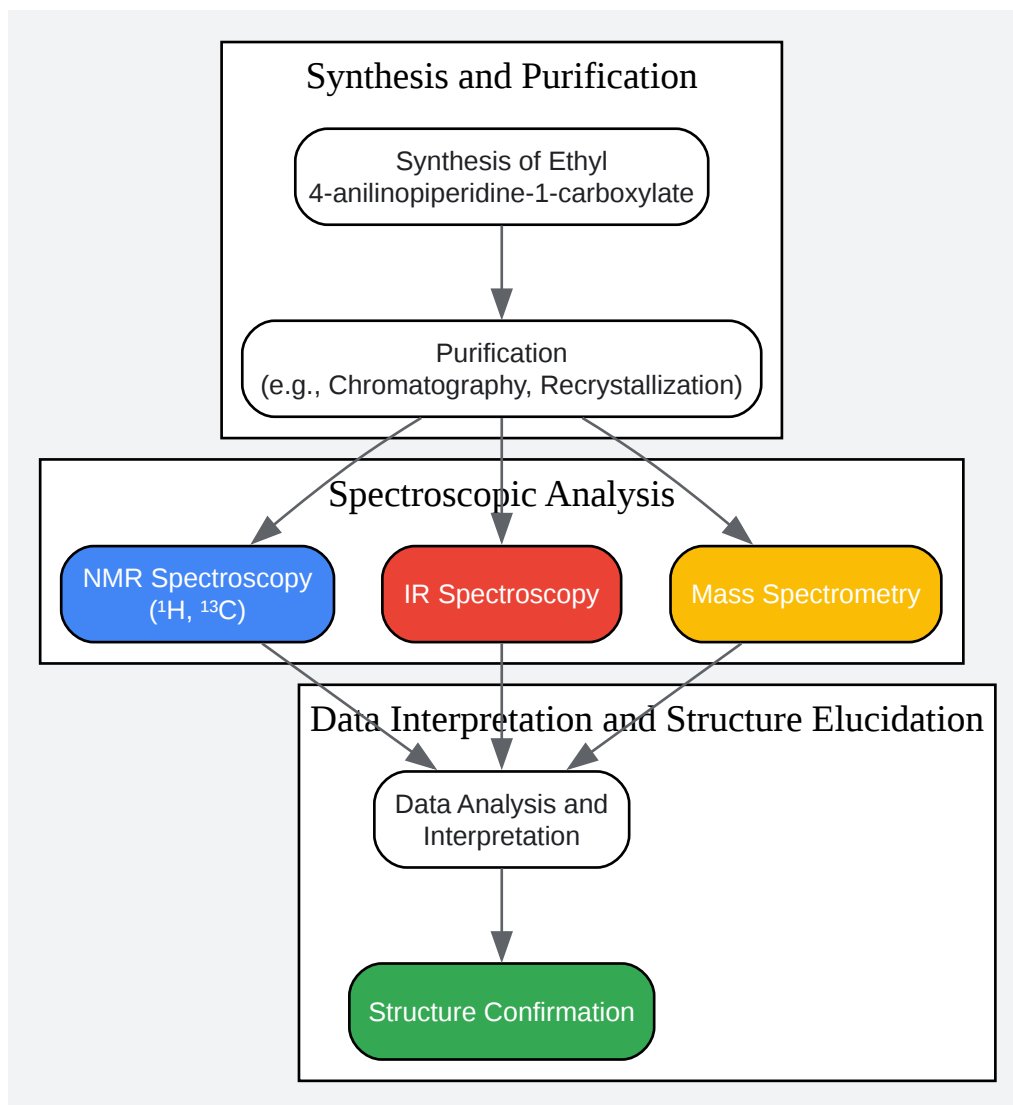 Synthesis and Purification
Synthesis of Ethyl
4-anilinopiperidine-1-carboxylate
Purification
(e.g., Chromatography, Recrystallization)
Spectroscopic Analysis
NMR Spectroscopy
(¹H, ¹³C)
IR Spectroscopy
Mass Spectrometry
Data Interpretation and Structure Elucidation
Data Analysis and
Interpretation
Structure Confirmation